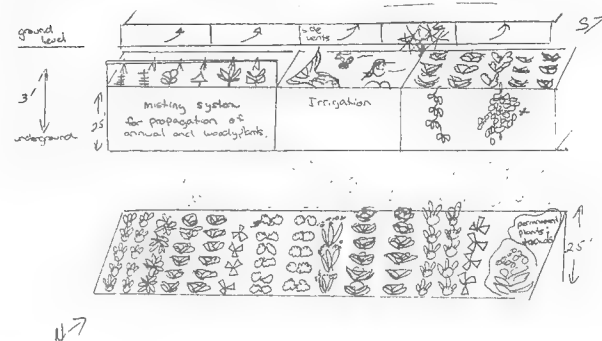 ground
level
side
vents
S
3'
underground
25'
Misting system
for propagation of
annual and woody plants.
Irrigation
permanent
plants;
25'
N